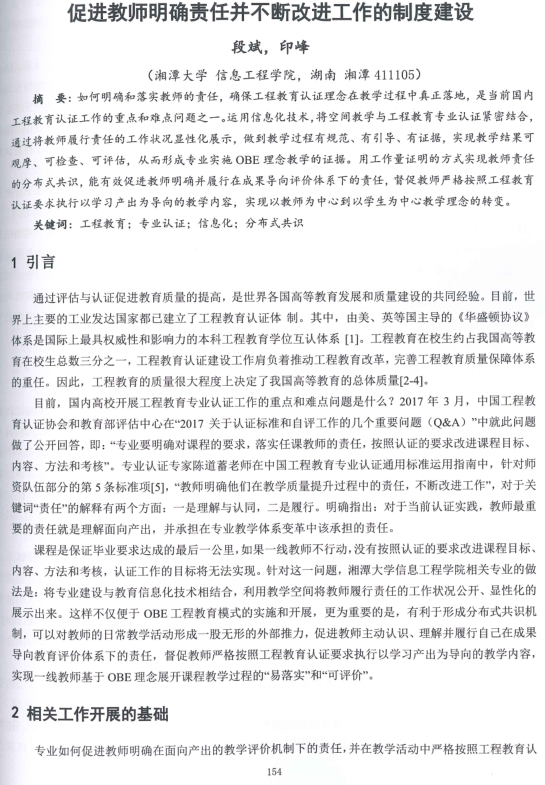 促进教师明确责任并不断改进工作的制度建设
段斌，印峰
（湘潭大学 信息工程学院，湖南 湘潭 411105）
摘 要：如何明确和落实教师的责任，确保工程教育认证理念在教学过程中真正落地，是当前国内
工程教育认证工作的重点和难点问题之一。运用信息化技术，将空间教学与工程教育专业认证紧密结合，
通过将教师履行责任的工作状况显性化展示，做到教学过程有规范、有引导、有证据，实现教学结果可
观摩、可检查、可评估，从而形成专业实施 OBE 理念教学的证据。用工作量证明的方式实现教师责任
的分布式共识，能有效促进教师明确并履行在成果导向评价体系下的责任，督促教师严格按照工程教育
认证要求执行以学习产出为导向的教学内容，实现以教师为中心到以学生为中心教学理念的转变。
关键词：工程教育；专业认证；信息化；分布式共识
1 引言
通过评估与认证促进教育质量的提高，是世界各国高等教育发展和质量建设的共同经验。目前，世
界上主要的工业发达国家都已建立了工程教育认证体 制。其中，由美、英等国主导的《华盛顿协议》
体系是国际上最具权威性和影响力的本科工程教育学位互认体系 [1]。工程教育在校生约占我国高等教
育在校生总数三分之一，工程教育认证建设工作肩负着推动工程教育改革，完善工程教育质量保障体系
的重任。因此，工程教育的质量很大程度上决定了我国高等教育的总体质量[2-4]。
目前，国内高校开展工程教育专业认证工作的重点和难点问题是什么？2017 年 3 月，中国工程教
育认证协会和教育部评估中心在“2017 关于认证标准和自评工作的几个重要问题（Q&A）”中就此问题
做了公开回答，即：“专业要明确对课程的要求，落实任课教师的责任，按照认证的要求改进课程目标、
内容、方法和考核”。专业认证专家陈道蓄老师在中国工程教育专业认证通用标准运用指南中，针对师
资队伍部分的第 5 条标准项[5]，“教师明确他们在教学质量提升过程中的责任，不断改进工作”，对于关
键词“责任”的解释有两个方面：一是理解与认同，二是履行。明确指出：对于当前认证实践，教师最重
要的责任就是理解面向产出，并承担在专业教学体系变革中该承担的责任。
课程是保证毕业要求达成的最后一公里，如果一线教师不行动，没有按照认证的要求改进课程目标、
内容、方法和考核，认证工作的目标将无法实现。针对这一问题，湘潭大学信息工程学院相关专业的做
法是：将专业建设与教育信息化技术相结合，利用教学空间将教师履行责任的工作状况公开、显性化的
展示出来。这样不仅便于 OBE 工程教育模式的实施和开展，更为重要的是，有利于形成分布式共识机
制，可以对教师的日常教学活动形成一股无形的外部推力，促进教师主动认识、理解并履行自己在成果
导向教育评价体系下的责任，督促教师严格按照工程教育认证要求执行以学习产出为导向的教学内容，
实现一线教师基于 OBE 理念展开课程教学过程的“易落实”和“可评价”。
2 相关工作开展的基础
专业如何促进教师明确在面向产出的教学评价机制下的责任，并在教学活动中严格按照工程教育认
154